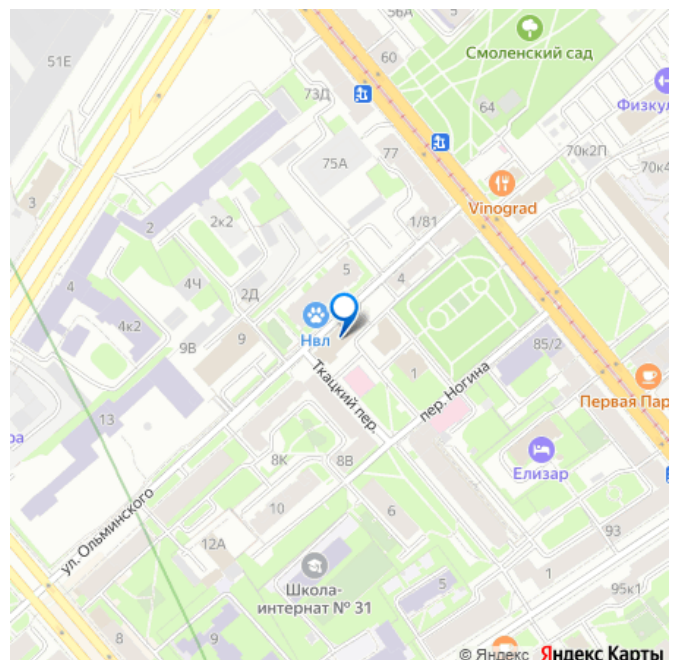 56А
5
51Е
60
Смоленский сад
73Д
64
Физкул
75А
77
70к2П
70к4
3
Vinograd
2
2к2
1/81
5
4
4
4Ч
2Д
4к2
Нвл
9В
9
85/2
1
Ткацкий пер.
пер. Ногина
Первая Пар
13
ра
8К
8В
Елизар
ул. Ольминского
10
6
12А
93
Школа-
интернат № 31
5
1
95к1
8
9
© Яндекс Яндекс Карты